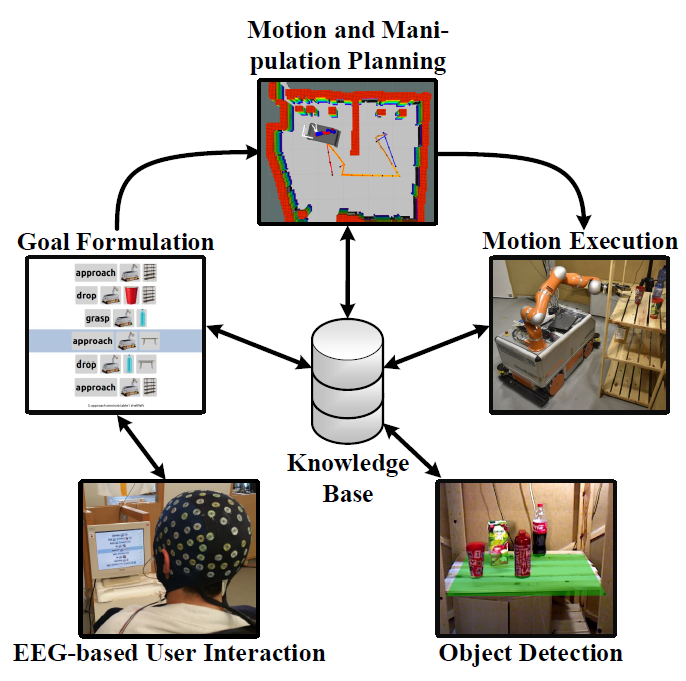 Motion and Mani-
pulation Planning
Goal Formulation
Motion Execution
approach
drop
grasp
approach
drop
approach
Knowledge
Base
EEG-based User Interaction
Object Detection